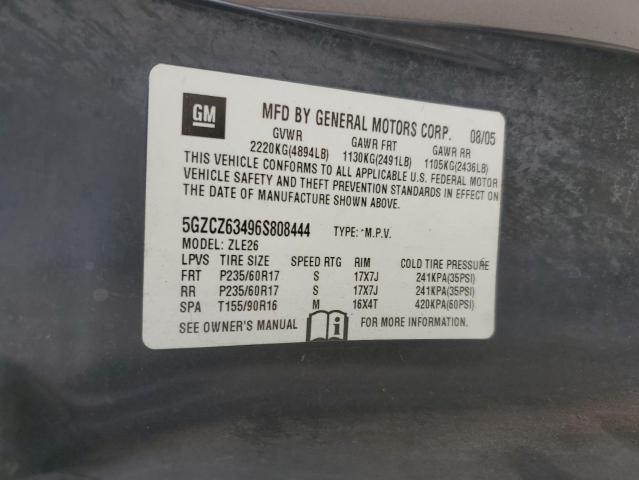 GM MFD BY GENERAL MOTORS CORP. 08/05
GVWR GAWR FRT GAWR RR
2220KG(4894LB) 1130KG(2491LB) 1105KG(2436LB)
THIS VEHICLE CONFORMS TO ALL APPLICABLE U.S. FEDERAL MOTOR
VEHICLE SAFETY AND THEFT PREVENTION STANDARDS IN EFFECT ON
THE DATE OF MANUFACTURE SHOWN ABOVE.
5GZCZ63496S808444 TYPE: *M.P.V.
MODEL: ZLE26
LPVS TIRE SIZE SPEED RTG RIM COLD TIRE PRESSURE
FRT P235/60R17 S 17X7J 241KPA(35PSI)
RR P235/60R17 S 17X7J 241KPA(35PSI)
SPA T155/90R16 M 16X4T 420KPA(60PSI)
SEE OWNER'S MANUAL i FOR MORE INFORMATION.